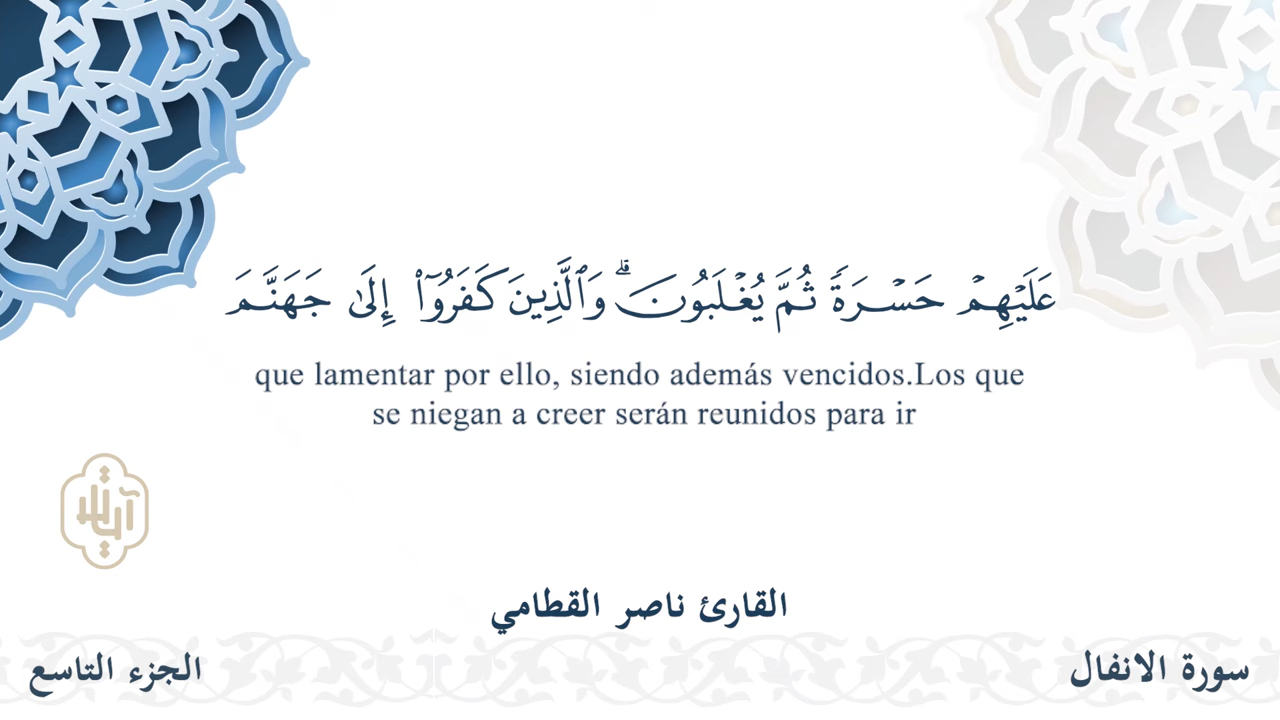 عَلَيْهِمْ حَسْرَةً ثُمَّ يُغْلَبُونَ ۗ وَٱلَّذِينَ كَفَرُوٓا۟ إِلَىٰ جَهَنَّمَ
que lamentar por ello, siendo además vencidos.Los que
se niegan a creer serán reunidos para ir
القارئ ناصر القطامي
سورة الانفال
الجزء التاسع